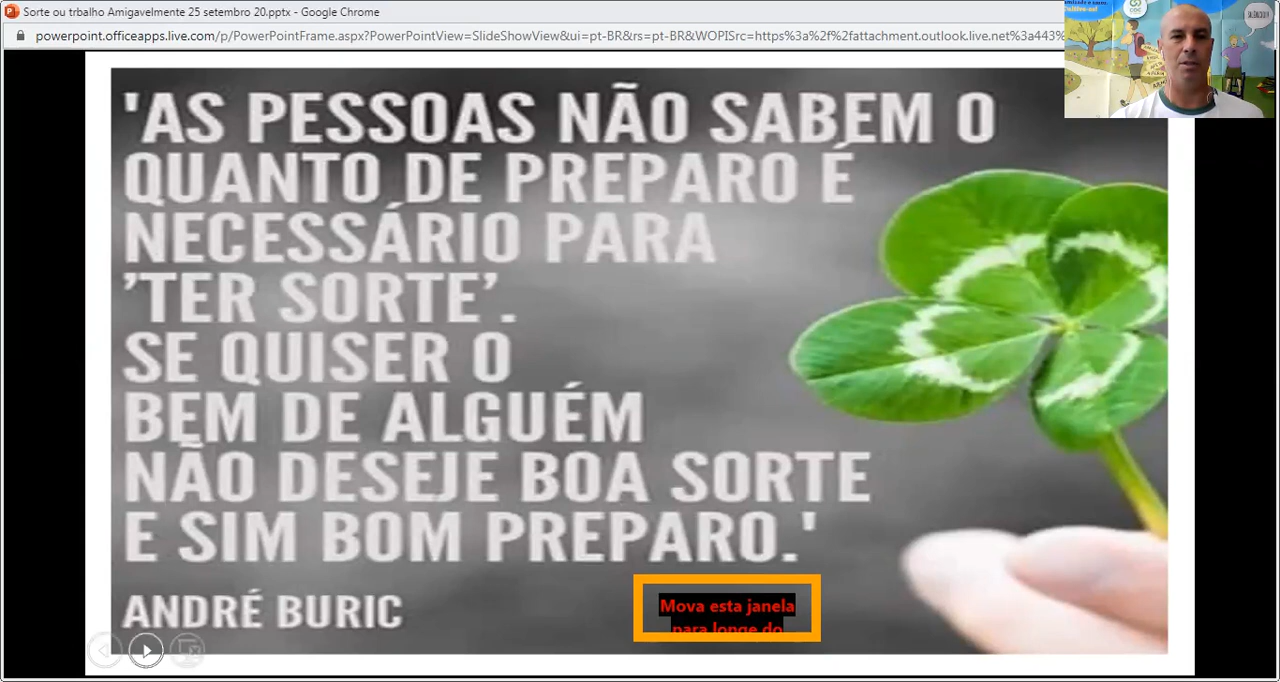 Sorte ou trbalho Amigavelmente 25 setembro 20.pptx - Google Chrome
powerpoint.officeapps.live.com/p/PowerPointFrame.aspx?PowerPointView=SlideShowView&ui=pt-BR&rs=pt-BR&WOPISrc=https%3a%2f%2fattachment.outlook.live.net%3a443%
'AS PESSOAS NÃO SABEM O
QUANTO DE PREPARO É
NECESSÁRIO PARA
’TER SORTE’.
SE QUISER O
BEM DE ALGUÉM
NÃO DESEJE BOA SORTE
E SIM BOM PREPARO.'
ANDRÉ BURIC
Mova esta janela
para longe do